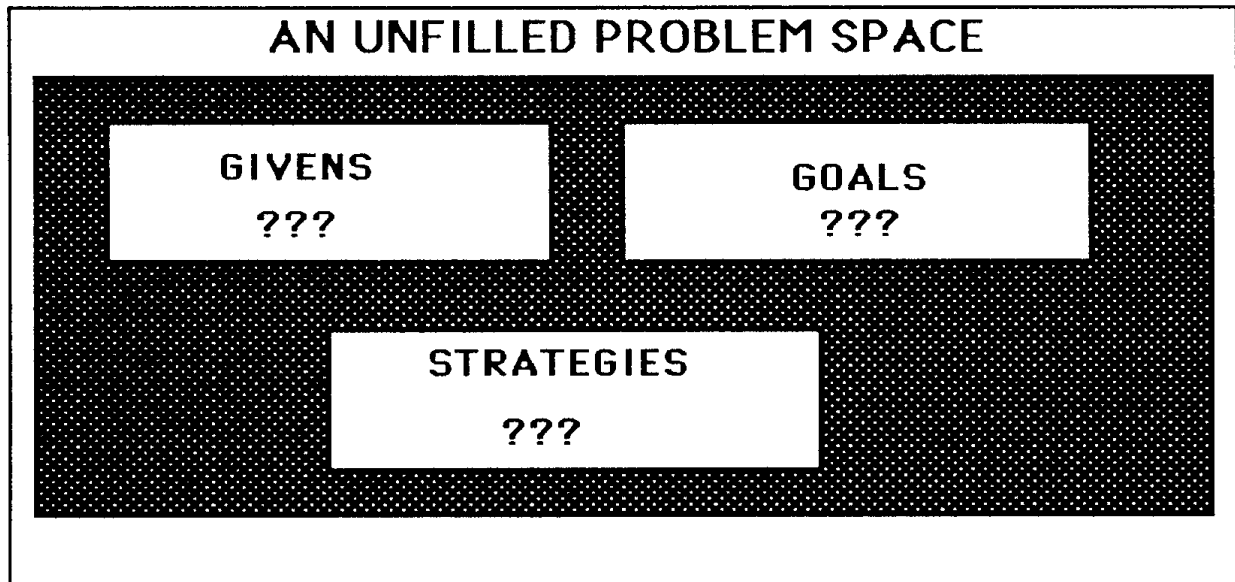 AN UNFILLED PROBLEM SPACE
GIVENS
???
GOALS
???
STRATEGIES
???